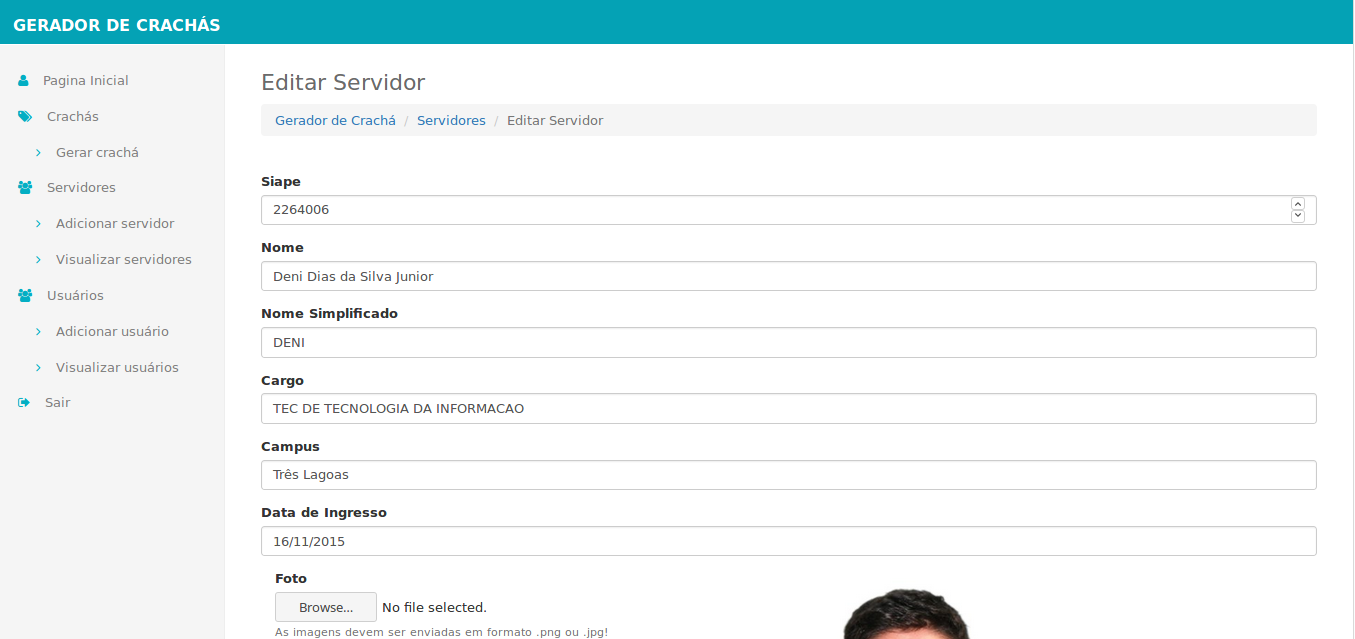 GERADOR DE CRACHÁS
Pagina Inicial
Crachás
Gerar crachá
Servidores
Adicionar servidor
Visualizar servidores
Usuários
Adicionar usuário
Visualizar usuários
Sair
Editar Servidor
Gerador de Crachá / Servidores / Editar Servidor
Siape
2264006
Nome
Deni Dias da Silva Junior
Nome Simplificado
DENI
Cargo
TEC DE TECNOLOGIA DA INFORMACAO
Campus
Três Lagoas
Data de Ingresso
16/11/2015
Foto
Browse... No file selected.
As imagens devem ser enviadas em formato .png ou .jpg!